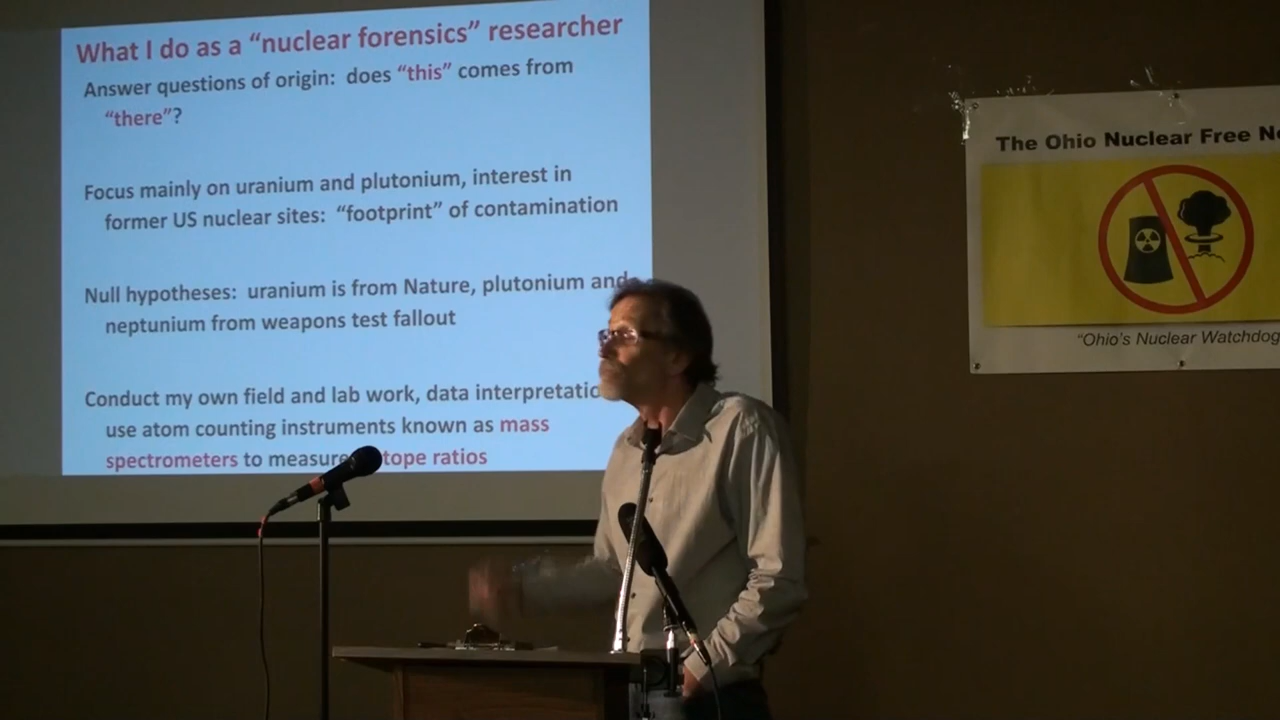 What I do as a “nuclear forensics” researcher
Answer questions of origin:  does “this” comes from
“there”?
Focus mainly on uranium and plutonium, interest in
former US nuclear sites:  “footprint” of contamination
Null hypotheses:  uranium is from Nature, plutonium and
neptunium from weapons test fallout
Conduct my own field and lab work, data interpretatio
use atom counting instruments known as mass
spectrometers to measure tope ratios
The Ohio Nuclear Free Ne
“Ohio's Nuclear Watchdog